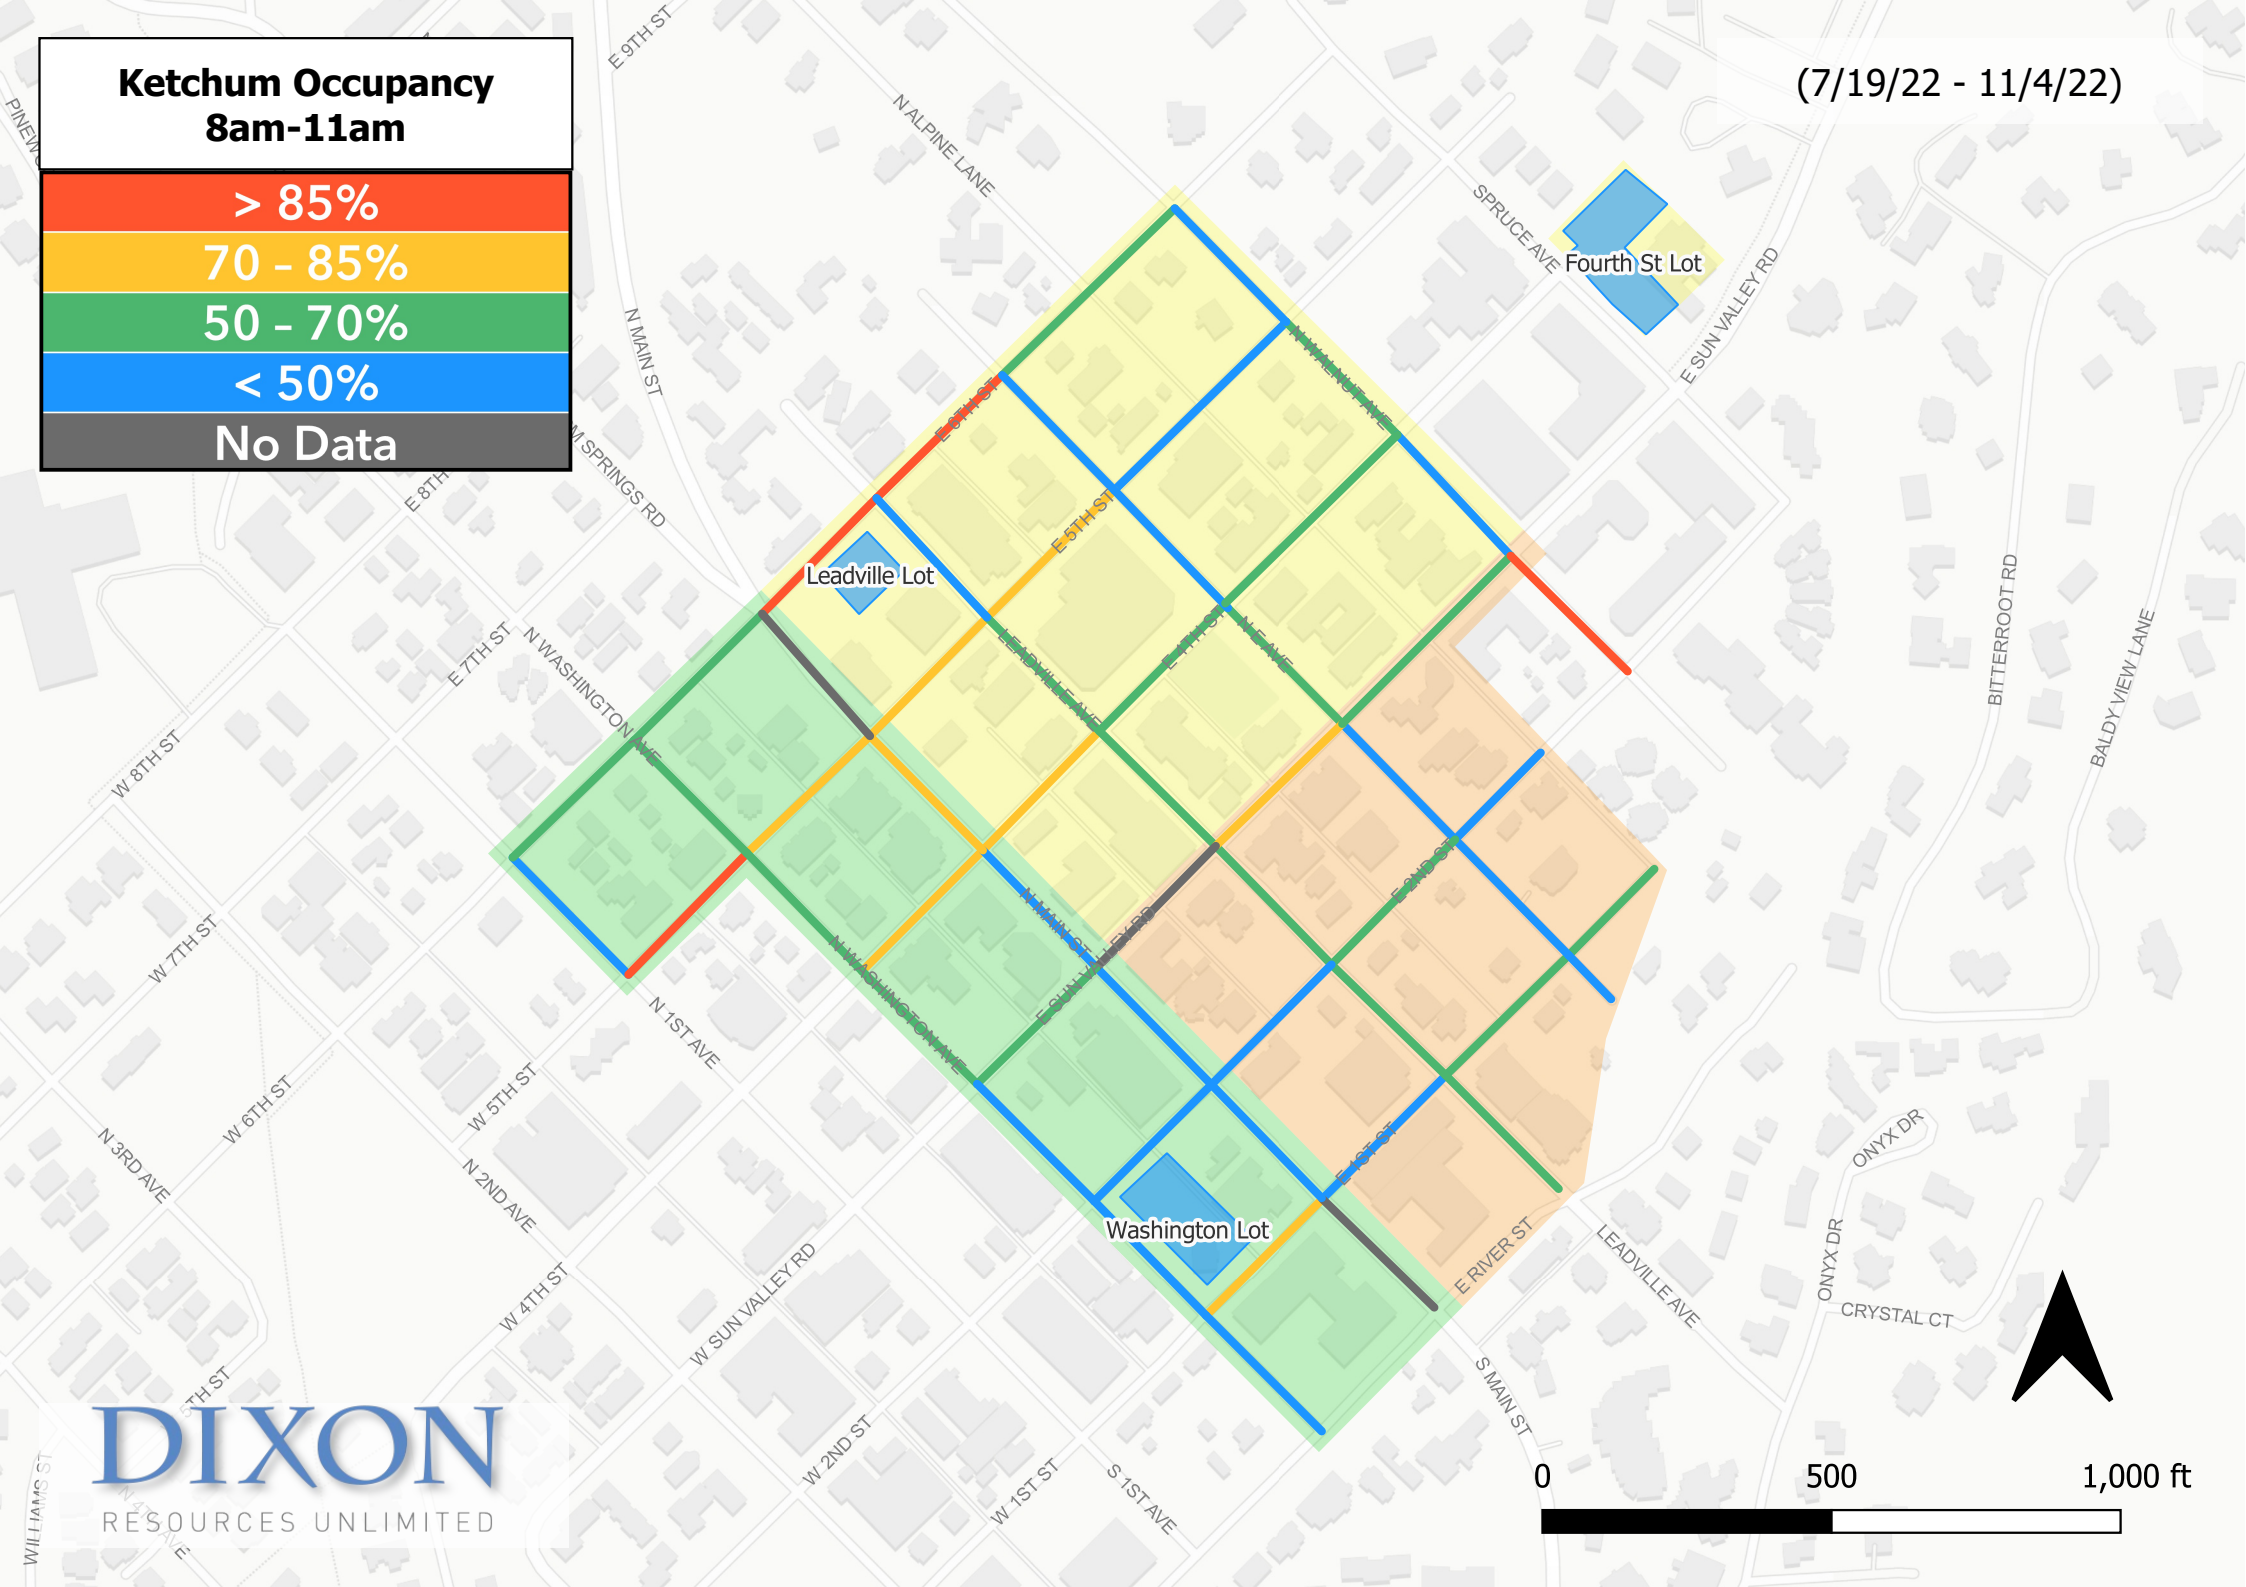 Ketchum Occupancy
8am-11am
> 85%
70 - 85%
50 - 70%
< 50%
No Data
(7/19/22 - 11/4/22)
E 9TH ST
N ALPINE LANE
SPRUCE AVE
Fourth St Lot
E SUN VALLEY RD
N MAIN ST
N WALNUT AVE
E 6TH ST
M SPRINGS RD
E 8TH
E 5TH ST
Leadville Lot
BITTERROOT RD
BALDY VIEW LANE
E 7TH ST
N WASHINGTON AVE
LEADVILLE AVE
E 4TH ST
N E AVE
W 8TH ST
E 2ND ST
N MAIN ST
E SUN VALLEY RD
W 7TH ST
N WASHINGTON AVE
N 1ST AVE
W 5TH ST
W 6TH ST
N 3RD AVE
N 2ND AVE
E 1ST ST
ONYX DR
Washington Lot
E RIVER ST
LEADVILLE AVE
ONYX DR
CRYSTAL CT
W 4TH ST
W SUN VALLEY RD
S MAIN ST
5TH ST
W 2ND ST
W 1ST ST
S 1ST AVE
WILLIAMS ST
N 4TH AVE
DIXON
RESOURCES UNLIMITED
0 500 1,000 ft